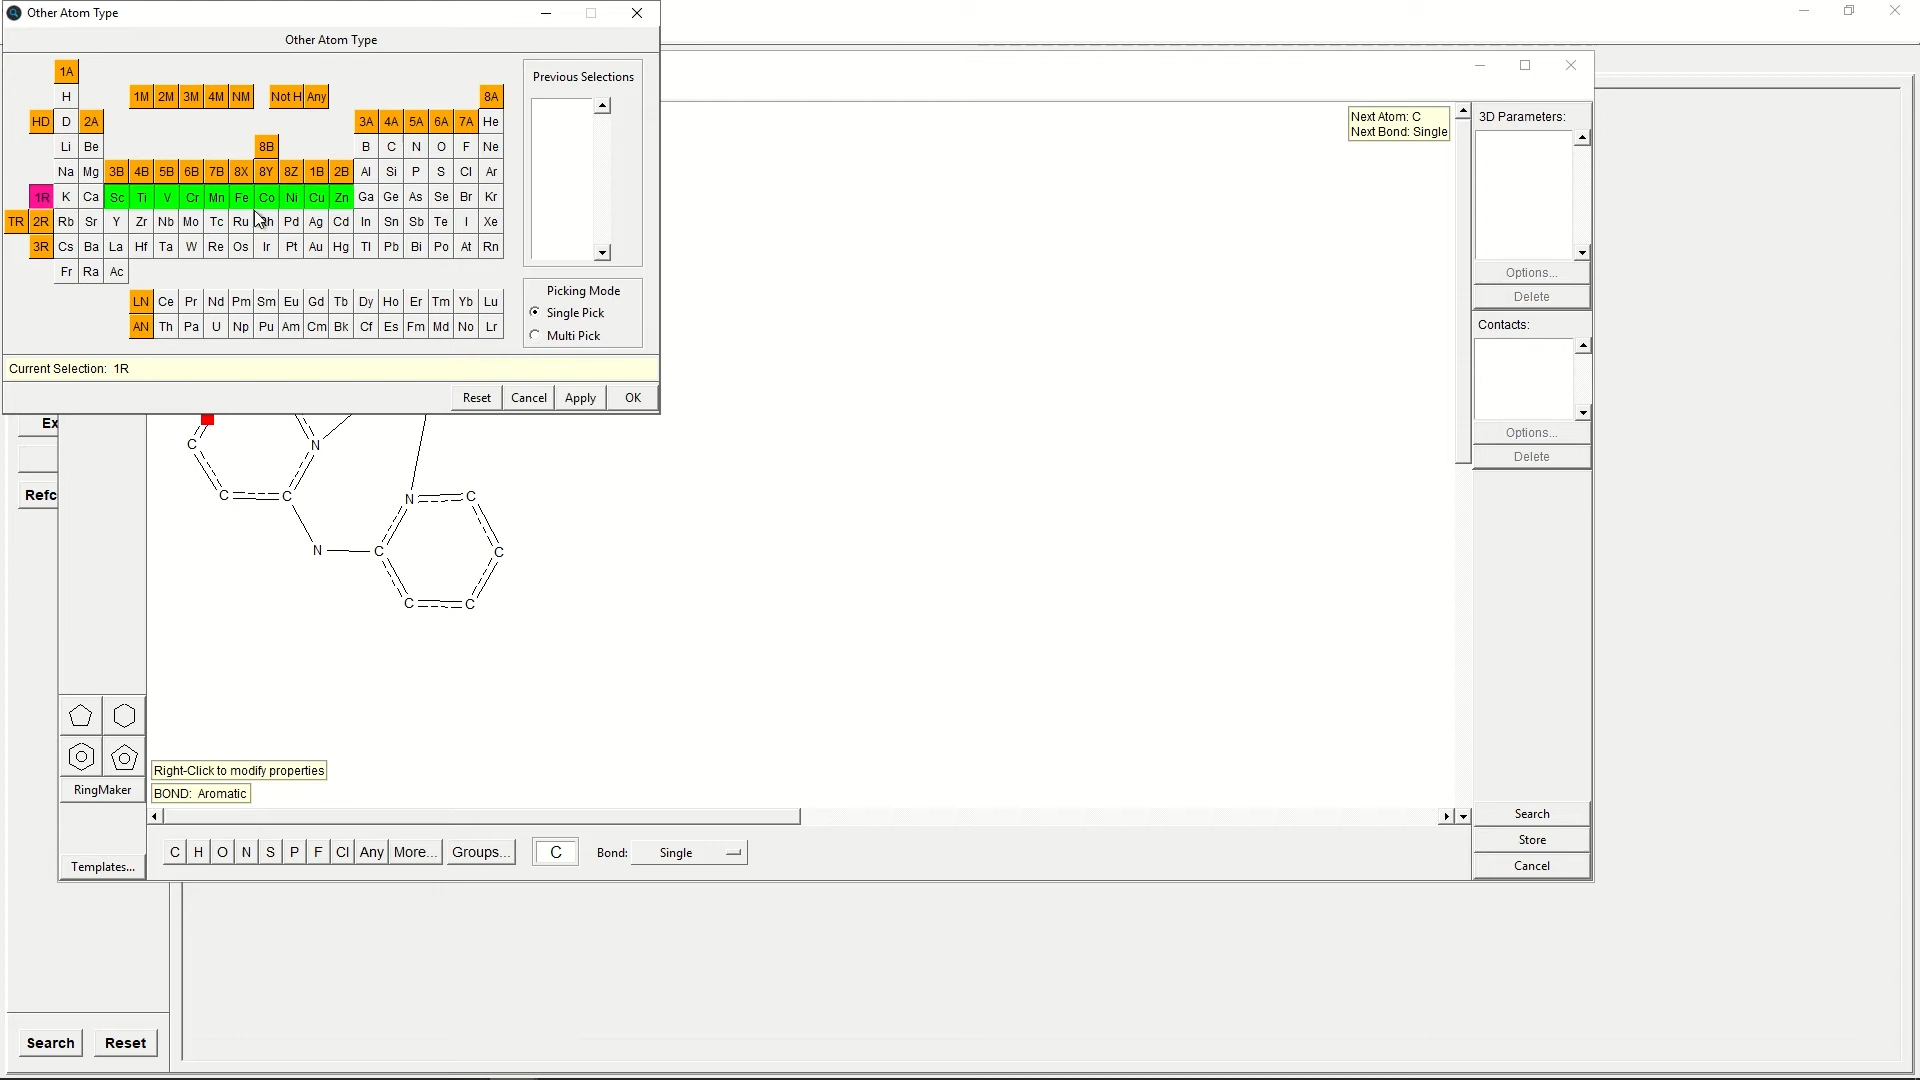 Other Atom Type
Other Atom Type
1A
H 1M 2M 3M 4M NM Not H Any 8A
HD D 2A 3A 4A 5A 6A 7A He
Li Be 8B B C N O F Ne
Na Mg 3B 4B 5B 6B 7B 8X 8Y 8Z 1B 2B Al Si P S Cl Ar
1R K Ca Sc Ti V Cr Mn Fe Co Ni Cu Zn Ga Ge As Se Br Kr
TR 2R Rb Sr Y Zr Nb Mo Tc Ru Rh Pd Ag Cd In Sn Sb Te I Xe
3R Cs Ba La Hf Ta W Re Os Ir Pt Au Hg Tl Pb Bi Po At Rn
Fr Ra Ac
LN Ce Pr Nd Pm Sm Eu Gd Tb Dy Ho Er Tm Yb Lu
AN Th Pa U Np Pu Am Cm Bk Cf Es Fm Md No Lr
Previous Selections
Picking Mode
Single Pick
Multi Pick
Current Selection: 1R
Reset Cancel Apply OK
Next Atom: C
Next Bond: Single
3D Parameters:
Options...
Delete
Contacts:
Options...
Delete
Ex
Refc
C N
C C N C
N C C
C C
RingMaker
Templates...
Right-Click to modify properties
BOND: Aromatic
C H O N S P F Cl Any More... Groups... C Bond: Single
Search
Store
Cancel
Search Reset